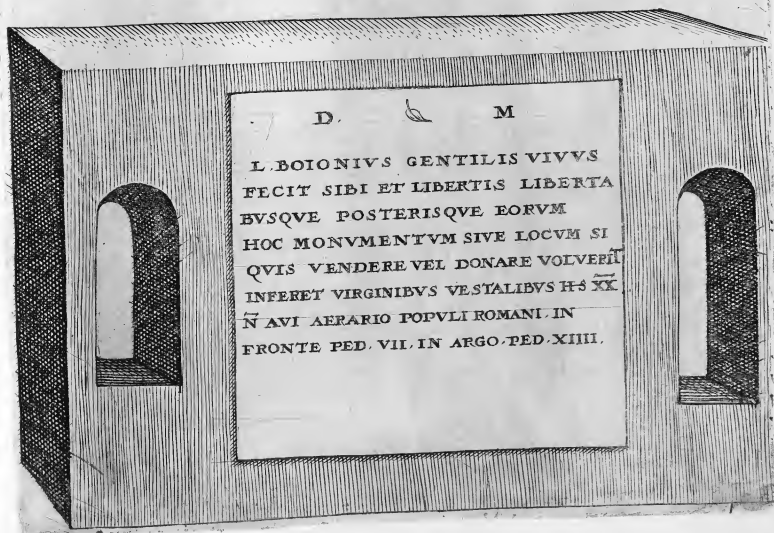 D. M
L. BOIONIVS GENTILIS VIVVS
FECIT SIBI ET LIBERTIS LIBERTA
BVSQVE POSTERISQVE EORVM
HOC MONVMENTVM SIVE LOCVM SI
QVIS VENDERE VEL DONARE VOLVERIT
INFERET VIRGINIBVS VESTALIBVS HS XX
N AVI AERARIO POPVLI ROMANI. IN
FRONTE PED. VII. IN ARGO. PED. XIIII.